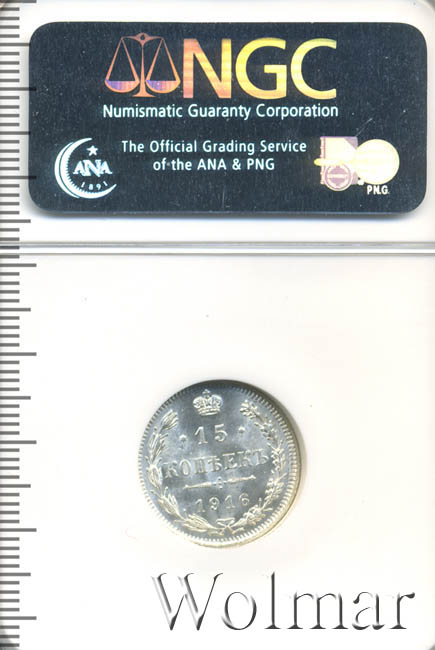 NGC
Numismatic Guaranty Corporation
The Official Grading Service
of the ANA & PNG
ANA
1891
P.N.G.
15
КОПѢЕКЪ
1916
Wolmar